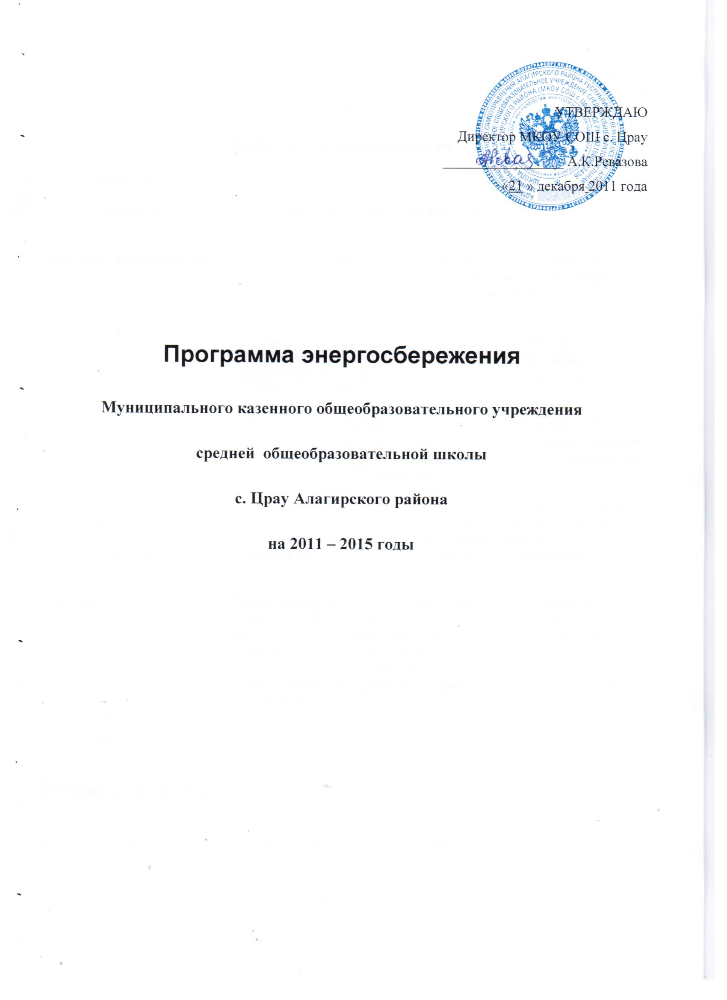 УТВЕРЖДАЮ
Директор МКОУ СОШ с. Црау
А.К.Ревазова
«21 » декабря 2011 года
Программа энергосбережения
Муниципального казенного общеобразовательного учреждения
средней общеобразовательной школы
с. Црау Алагирского района
на 2011 – 2015 годы